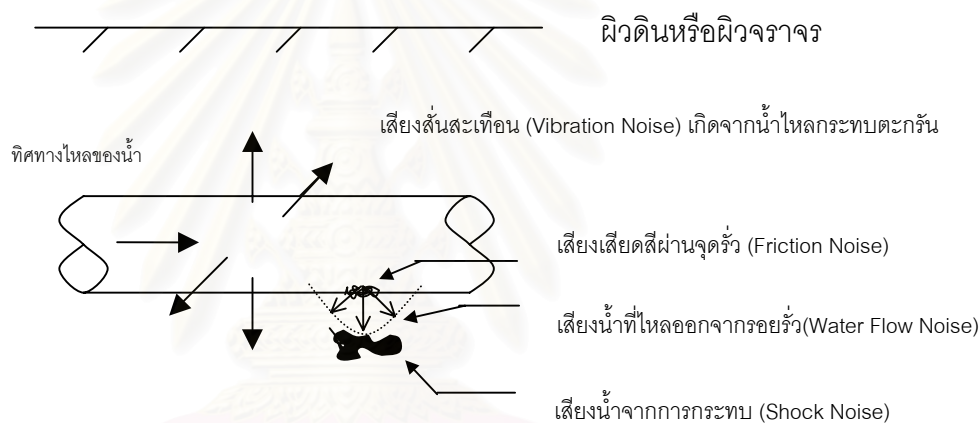 ผิวดินหรือผิวจราจร
เสียงสั่นสะเทือน (Vibration Noise) เกิดจากน้ำไหลกระทบตะกรัน
ทิศทางไหลของน้ำ
เสียงเสียดสีผ่านจุดรั่ว (Friction Noise)
เสียงน้ำที่ไหลออกจากรอยรั่ว(Water Flow Noise)
เสียงน้ำจากการกระทบ (Shock Noise)